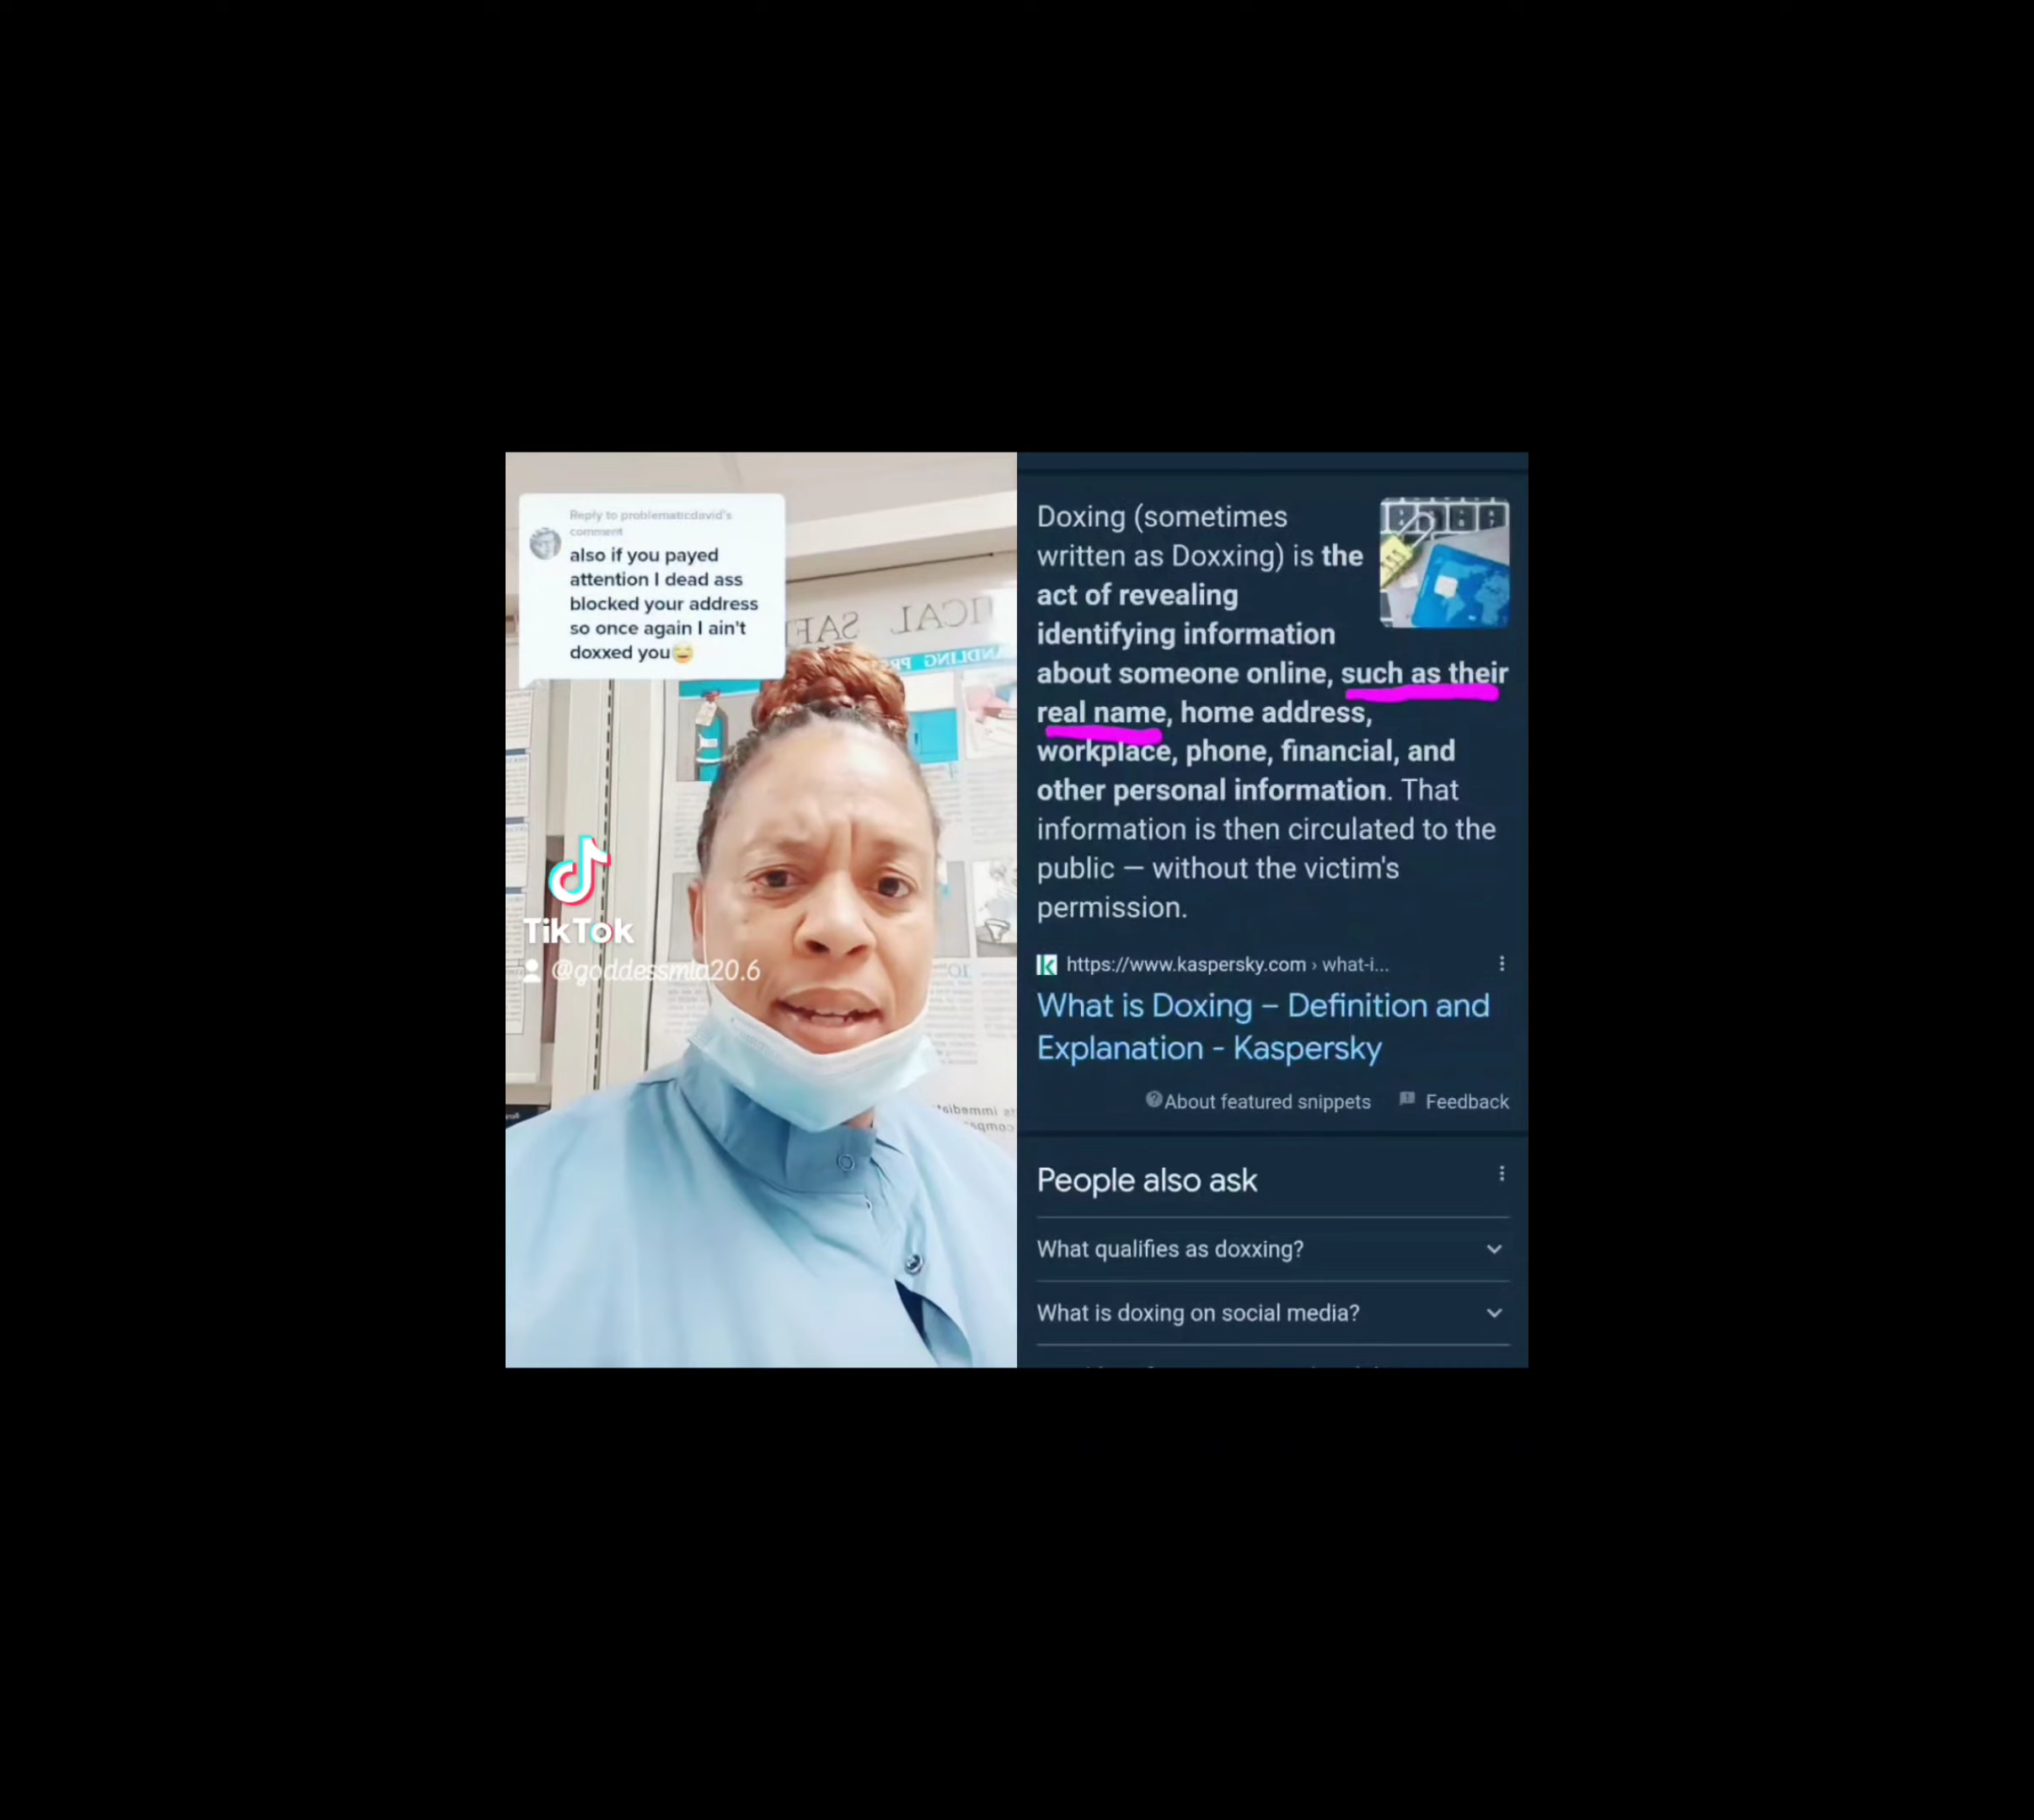 Reply to problematicdavid's
comment
also if you payed
attention I dead ass
blocked your address
so once again I ain't
doxxed you😂
TikTok
@goddessmia20.6
Doxing (sometimes
written as Doxxing) is the
act of revealing
identifying information
about someone online, such as their
real name, home address,
workplace, phone, financial, and
other personal information. That
information is then circulated to the
public — without the victim's
permission.
https://www.kaspersky.com › what-i...
What is Doxing – Definition and
Explanation - Kaspersky
About featured snippets
Feedback
People also ask
What qualifies as doxxing?
What is doxing on social media?